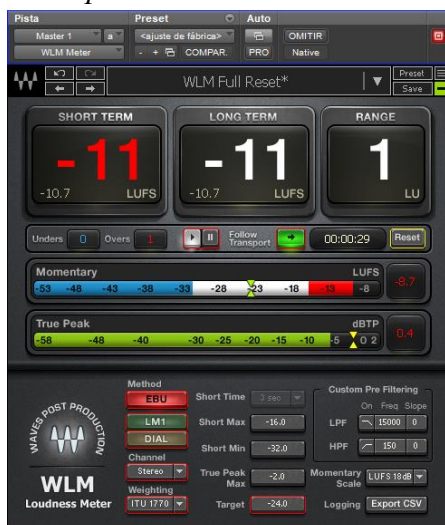 Pista Preset Auto
Master 1 a <ajuste de fábrica> OMITIR
WLM Meter - + COMPAR. PRO Native
WLM Full Reset* Preset
Save
SHORT TERM LONG TERM RANGE
-11 -11 1
-10.7 LUFS -10.7 LUFS LU
Unders 0 Overs 1 Follow Transport 00:00:29 Reset
Momentary LUFS
-53 -48 -43 -38 -33 -28 -23 -18 -13 -8 -8.7
True Peak dBTP
-58 -48 -40 -30 -25 -20 -15 -10 -5 0 2 0.4
Method
EBU Short Time 3 sec Custom Pre Filtering
On Freq Slope
LM1 Short Max -16.0 LPF 15000 0
DIAL
Channel Short Min -32.0 HPF 150 0
Stereo True Peak Max -2.0 Momentary Scale LUFS 18dB
Weighting
ITU 1770 Target -24.0 Logging Export CSV
WAVES POST PRODUCTION
WLM
Loudness Meter